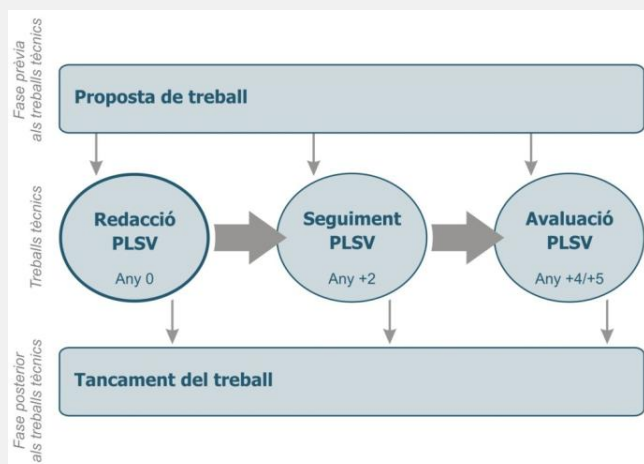 Fase prèvia
als treballs tècnics
Proposta de treball
Treballs tècnics
Redacció
PLSV
Any 0
Seguiment
PLSV
Any +2
Avaluació
PLSV
Any +4/+5
Fase posterior
als treballs tècnics
Tancament del treball